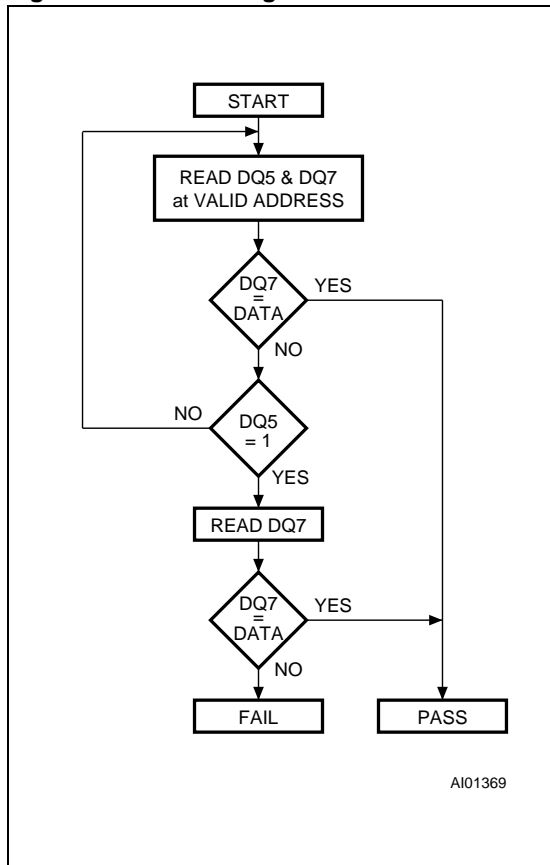 START
READ DQ5 & DQ7
at VALID ADDRESS
DQ7
=
DATA
YES
NO
DQ5
= 1
NO
YES
READ DQ7
DQ7
=
DATA
YES
NO
FAIL
PASS
AI01369